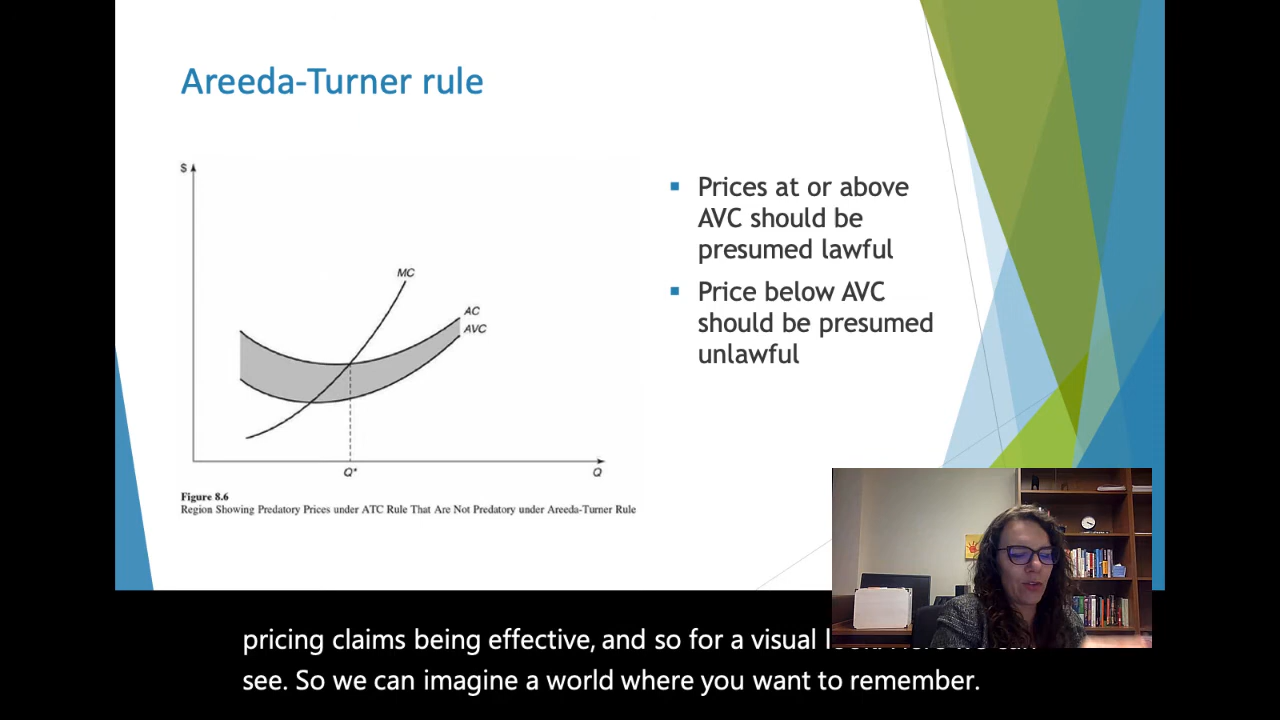 Areeda-Turner rule
$
MC
AC
AVC
Q*
Q
Figure 8.6
Region Showing Predatory Prices under ATC Rule That Are Not Predatory under Areeda-Turner Rule
Prices at or above
AVC should be
presumed lawful
Price below AVC
should be presumed
unlawful
pricing claims being effective, and so for a visual
see. So we can imagine a world where you want to remember.